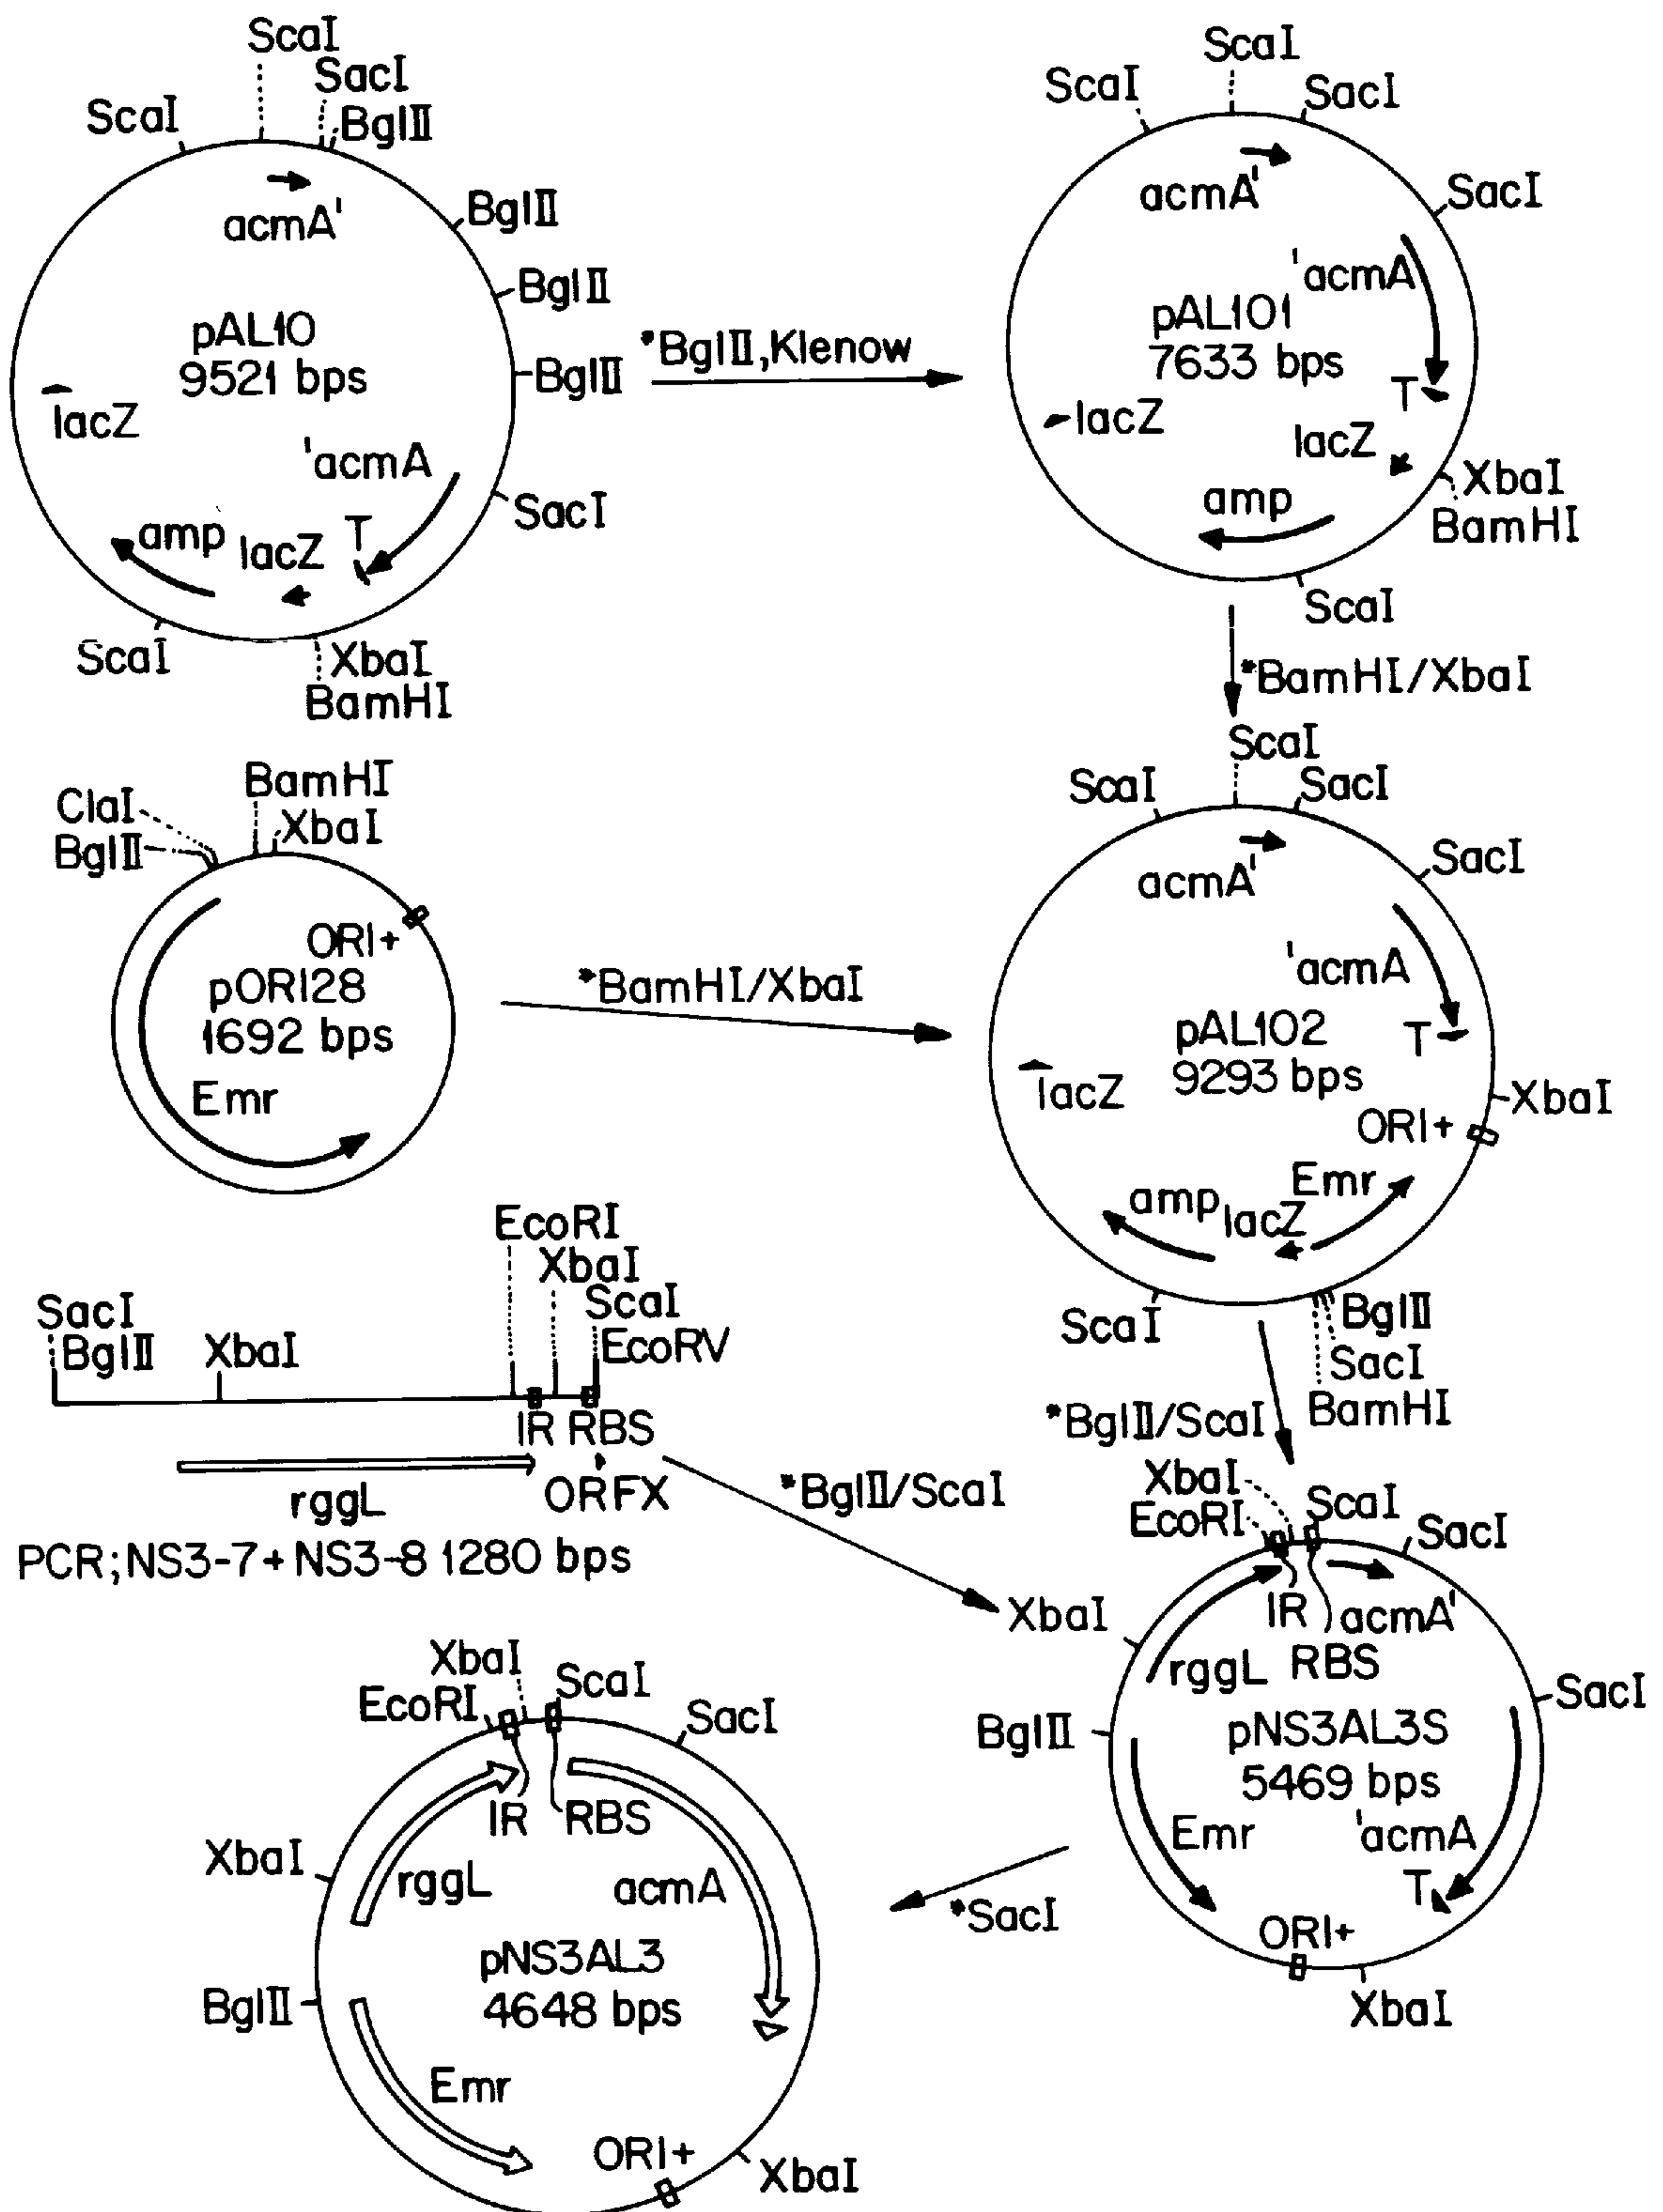 ScaI
SacI
ScaI
BglII
BglII
acmA'
BglII
pAL10
9521 bps
BglII
lacZ
'acmA
SacI
amp
lacZ
T
ScaI
XbaI
BamHI
*BglII,Klenow
ScaI
ScaI
SacI
SacI
acmA'
'acmA
pAL101
7633 bps
T
lacZ
lacZ
XbaI
BamHI
amp
ScaI
*BamHI/XbaI
BamHI
ClaI
XbaI
BglII
ORI+
pORI28
1692 bps
Emr
*BamHI/XbaI
ScaI
ScaI
SacI
SacI
acmA'
'acmA
pAL102
9293 bps
T
lacZ
XbaI
ORI+
Emr
amp
lacZ
ScaI
BglII
SacI
BamHI
*BglII/ScaI
EcoRI
XbaI
SacI
ScaI
BglII
XbaI
EcoRV
IR RBS
rggL
ORFX
PCR;NS3-7+NS3-8 1280 bps
*BglII/ScaI
XbaI
ScaI
EcoRI
SacI
XbaI
IR
acmA'
rggL
RBS
SacI
BglII
pNS3AL3S
5469 bps
Emr
'acmA
T
ORI+
XbaI
*SacI
XbaI
ScaI
EcoRI
SacI
IR
RBS
XbaI
rggL
acmA
pNS3AL3
4648 bps
BglII
Emr
ORI+
XbaI